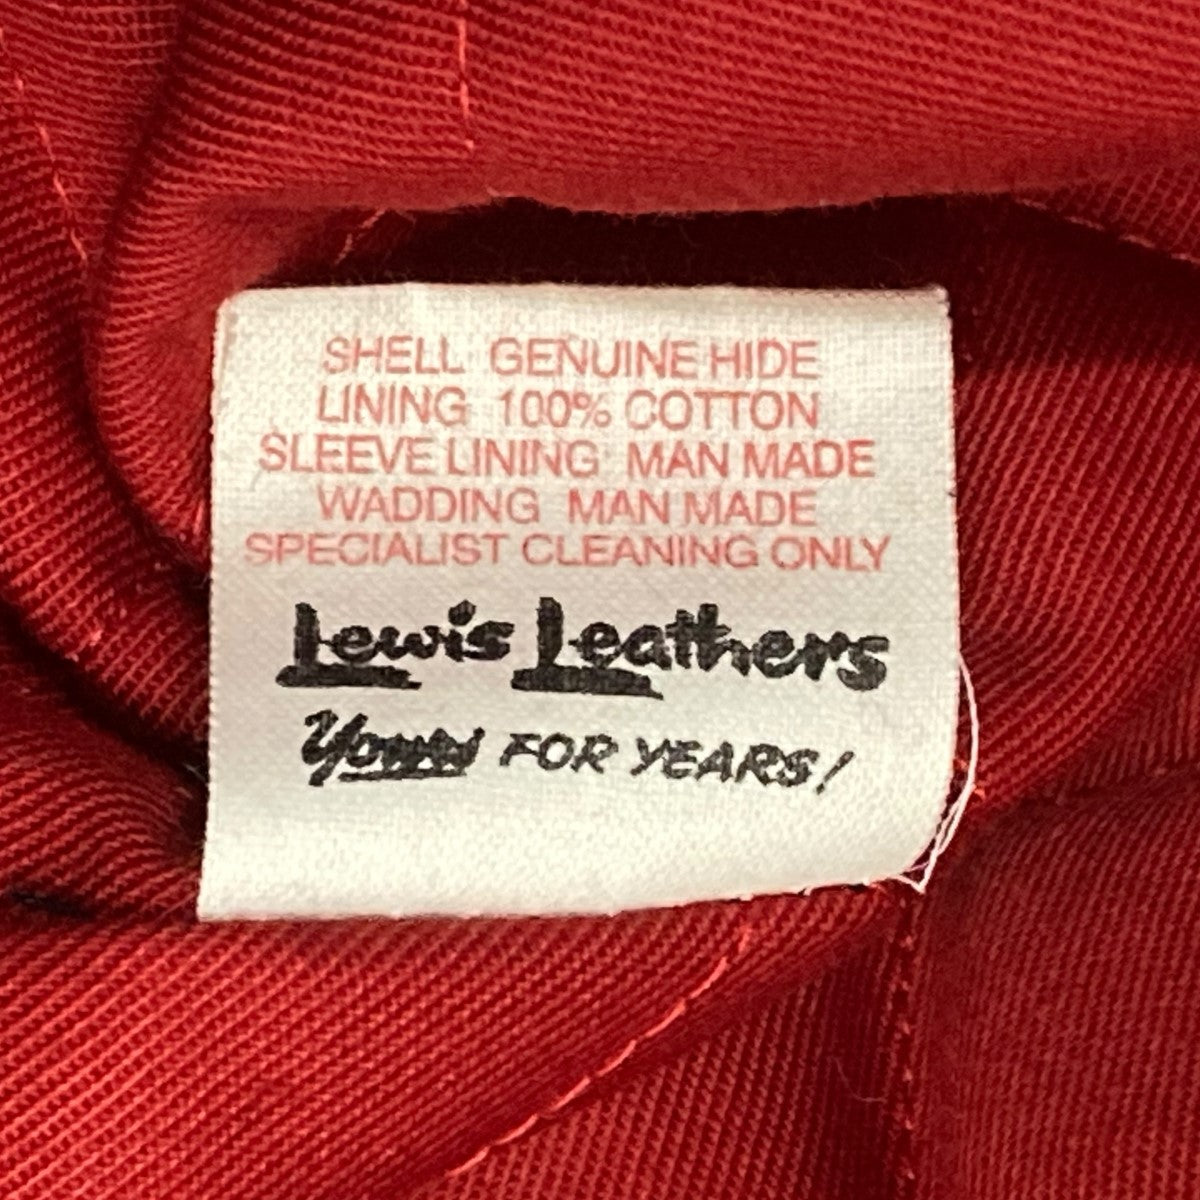 SHELL GENUINE HIDE
LINING 100% COTTON
SLEEVE LINING MAN MADE
WADDING MAN MADE
SPECIALIST CLEANING ONLY
Lewis Leathers
FOR YEARS!